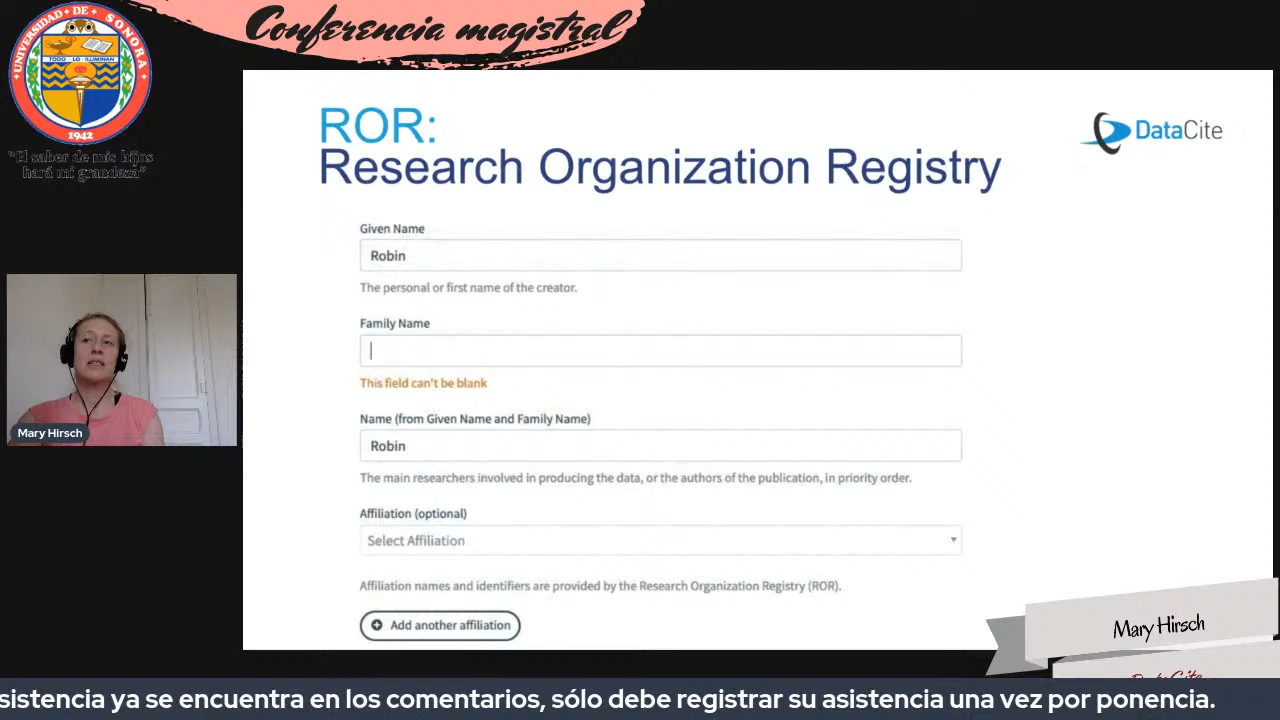 Conferencia magistral
UNIVERSIDAD • DE • SONORA
TODO LO ILUMINAN
1942
"El saber de mis hijos
hará mi grandeza"
ROR:
Research Organization Registry
DataCite
Given Name
Robin
The personal or first name of the creator.
Family Name
This field can't be blank
Name (from Given Name and Family Name)
Robin
The main researchers involved in producing the data, or the authors of the publication, in priority order.
Affiliation (optional)
Select Affiliation
Affiliation names and identifiers are provided by the Research Organization Registry (ROR).
Add another affiliation
Mary Hirsch
Mary Hirsch
DataCite
sistencia ya se encuentra en los comentarios, sólo debe registrar su asistencia una vez por ponencia.